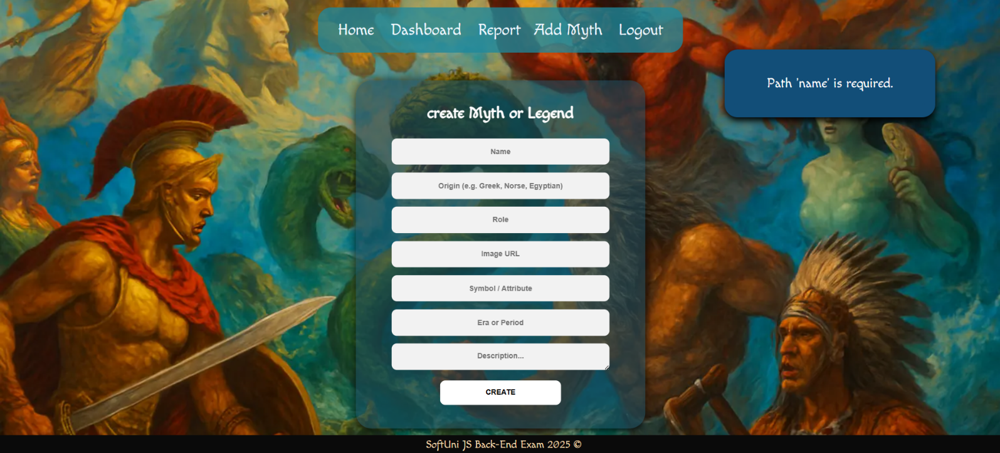 Home Dashboard Report Add Myth Logout
Path 'name' is required.
create Myth or Legend
Name
Origin (e.g. Greek, Norse, Egyptian)
Role
Image URL
Symbol / Attribute
Era or Period
Description...
CREATE
SoftUni JS Back-End Exam 2025 ©